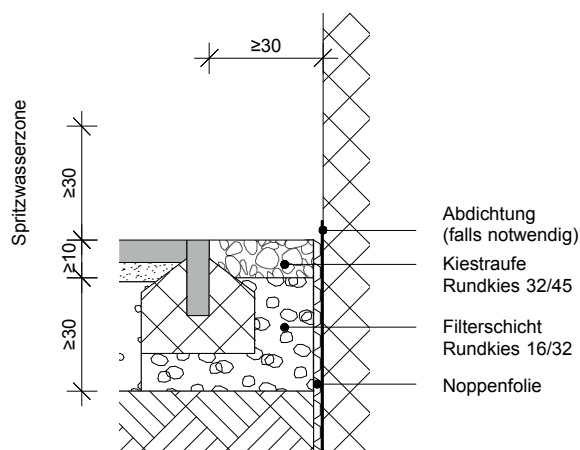 ≥30
Spritzwasserzone
≥30
≥10
≥30
Abdichtung
(falls notwendig)
Kiestraufe
Rundkies 32/45
Filterschicht
Rundkies 16/32
Noppenfolie